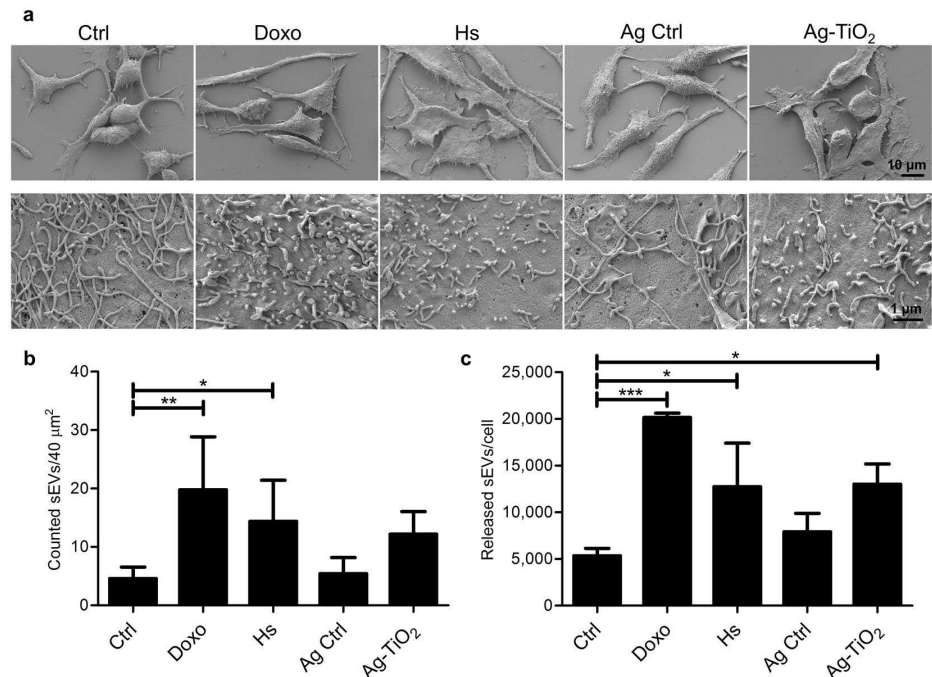 a
Ctrl Doxo Hs Ag Ctrl Ag-TiO₂
10 µm
1 µm
b
Counted sEVs/40 µm²
40
30
20
10
0
*
**
Ctrl Doxo Hs Ag Ctrl Ag-TiO₂
c
Released sEVs/cell
25,000
20,000
15,000
10,000
5,000
0
*
*
***
Ctrl Doxo Hs Ag Ctrl Ag-TiO₂